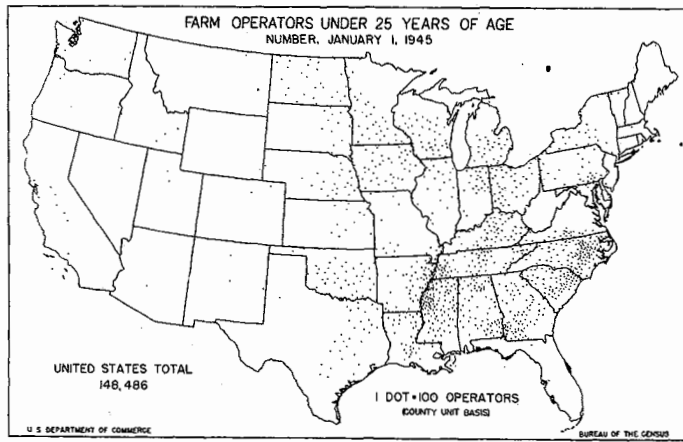 FARM OPERATORS UNDER 25 YEARS OF AGE
NUMBER, JANUARY 1, 1945
UNITED STATES TOTAL
148,486
1 DOT=100 OPERATORS
(COUNTY UNIT BASIS)
U S DEPARTMENT OF COMMERCE
BUREAU OF THE CENSUS